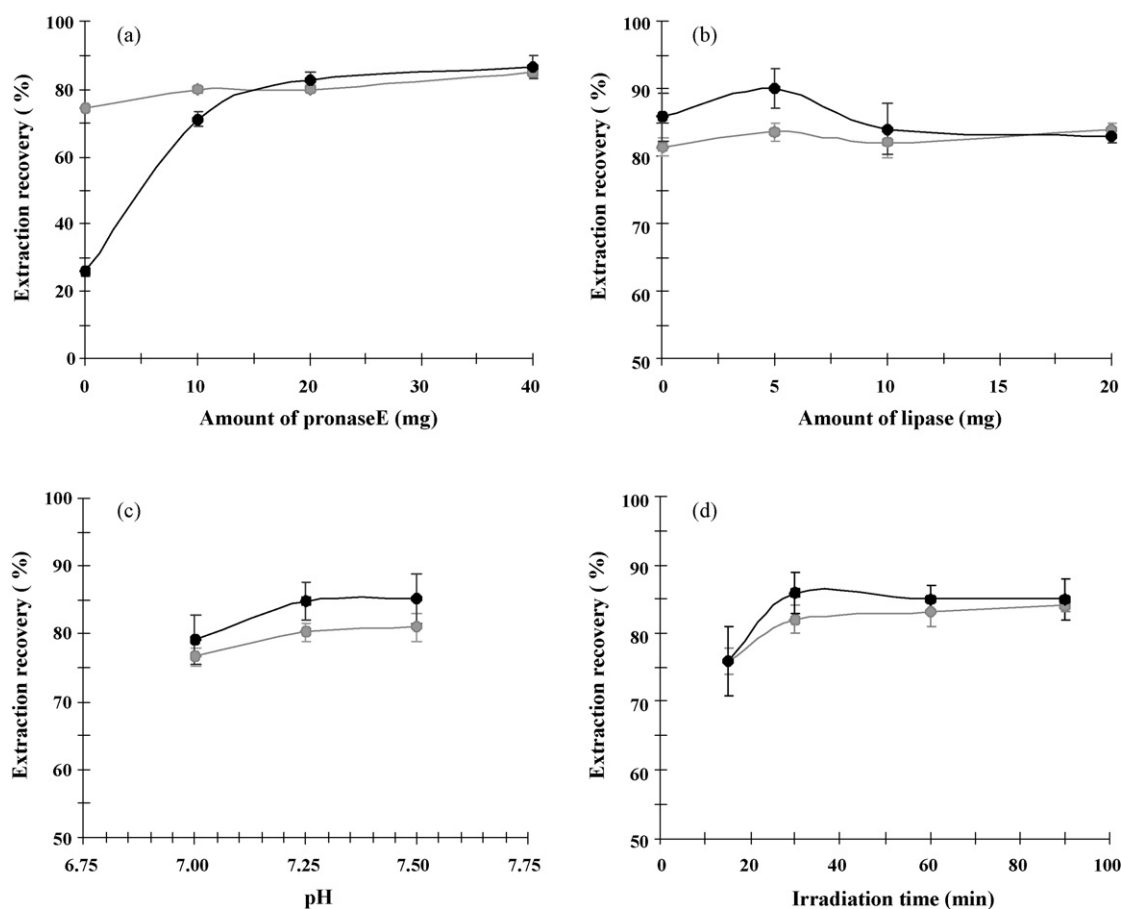 (a)
Extraction recovery ( %)
100
80
60
40
20
0
0 10 20 30 40
Amount of pronaseE (mg)
(b)
Extraction recovery ( %)
100
90
80
70
60
50
0 5 10 15 20
Amount of lipase (mg)
(c)
Extraction recovery ( %)
100
90
80
70
60
50
6.75 7.00 7.25 7.50 7.75
pH
(d)
Extraction recovery ( %)
100
90
80
70
60
50
0 20 40 60 80 100
Irradiation time (min)